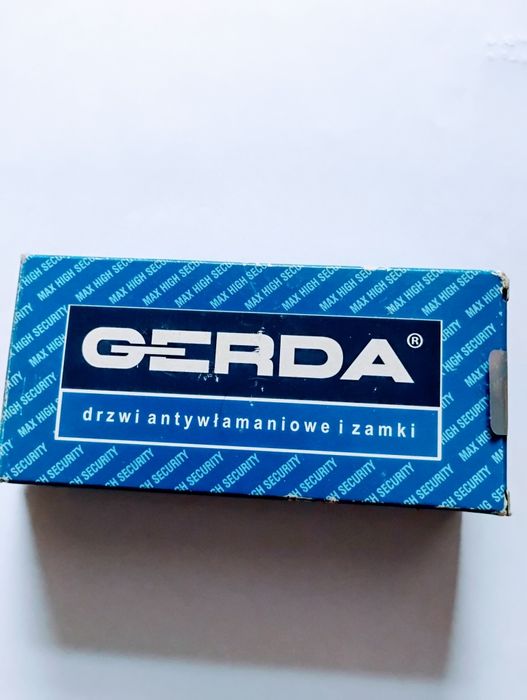 MAX HIGH SECURITY
GERDA®
drzwi antywłamaniowe i zamki